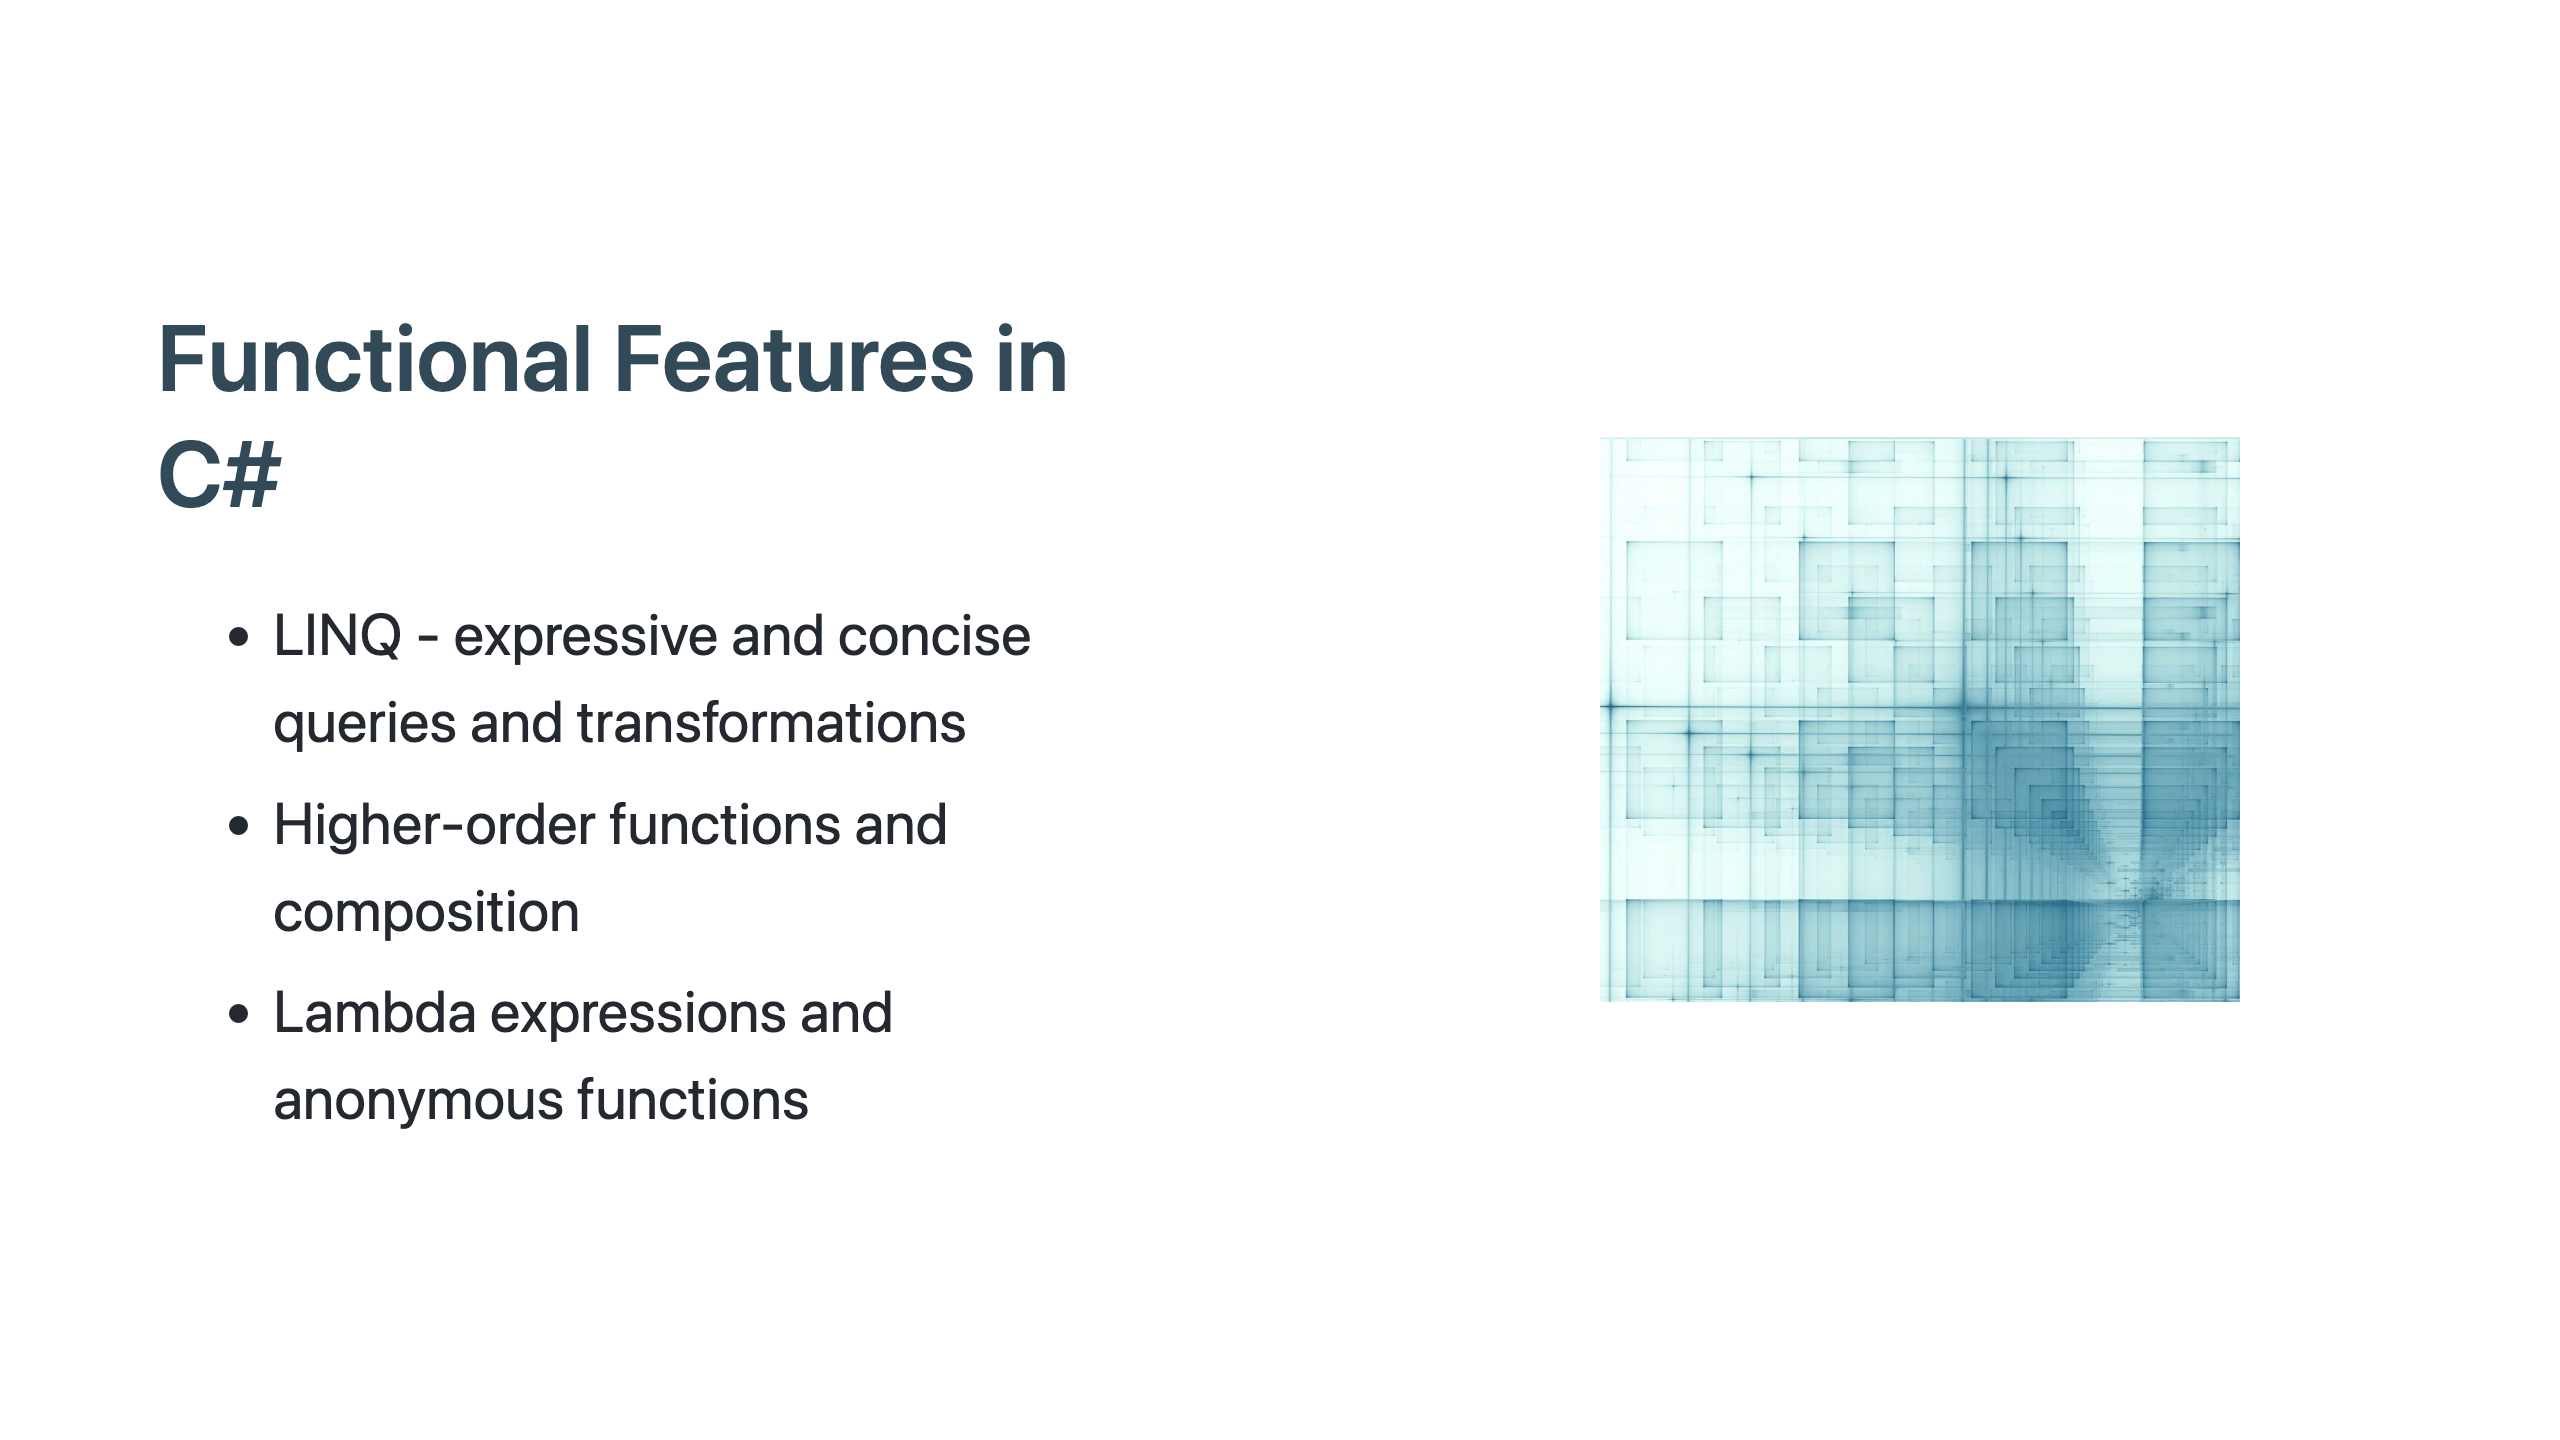 Functional Features in
C#
• LINQ - expressive and concise
queries and transformations
• Higher-order functions and
composition
• Lambda expressions and
anonymous functions